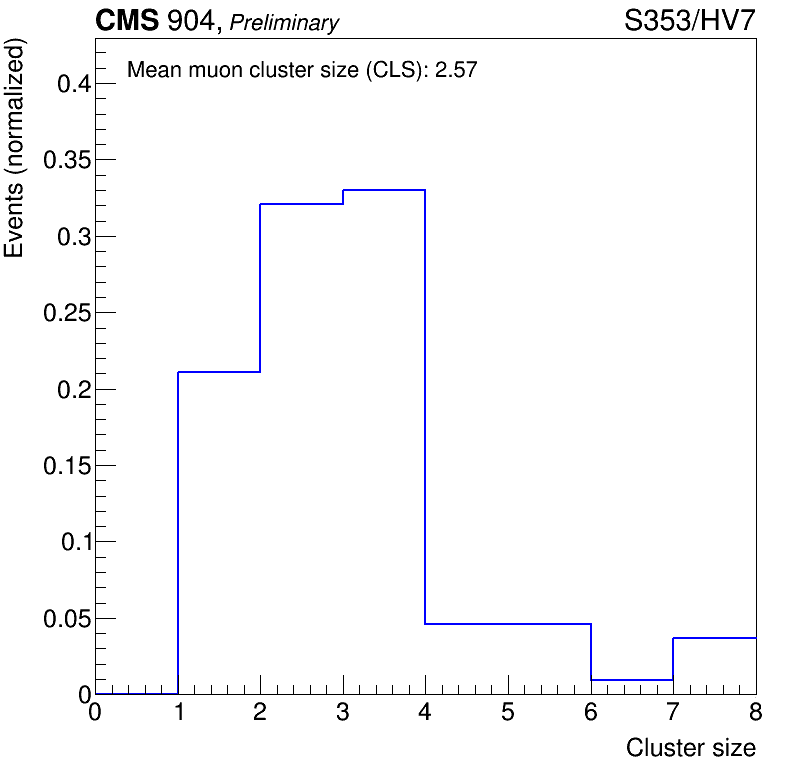 CMS 904, Preliminary S353/HV7
Mean muon cluster size (CLS): 2.57
Events (normalized)
0.4
0.35
0.3
0.25
0.2
0.15
0.1
0.05
0
0 1 2 3 4 5 6 7 8
Cluster size